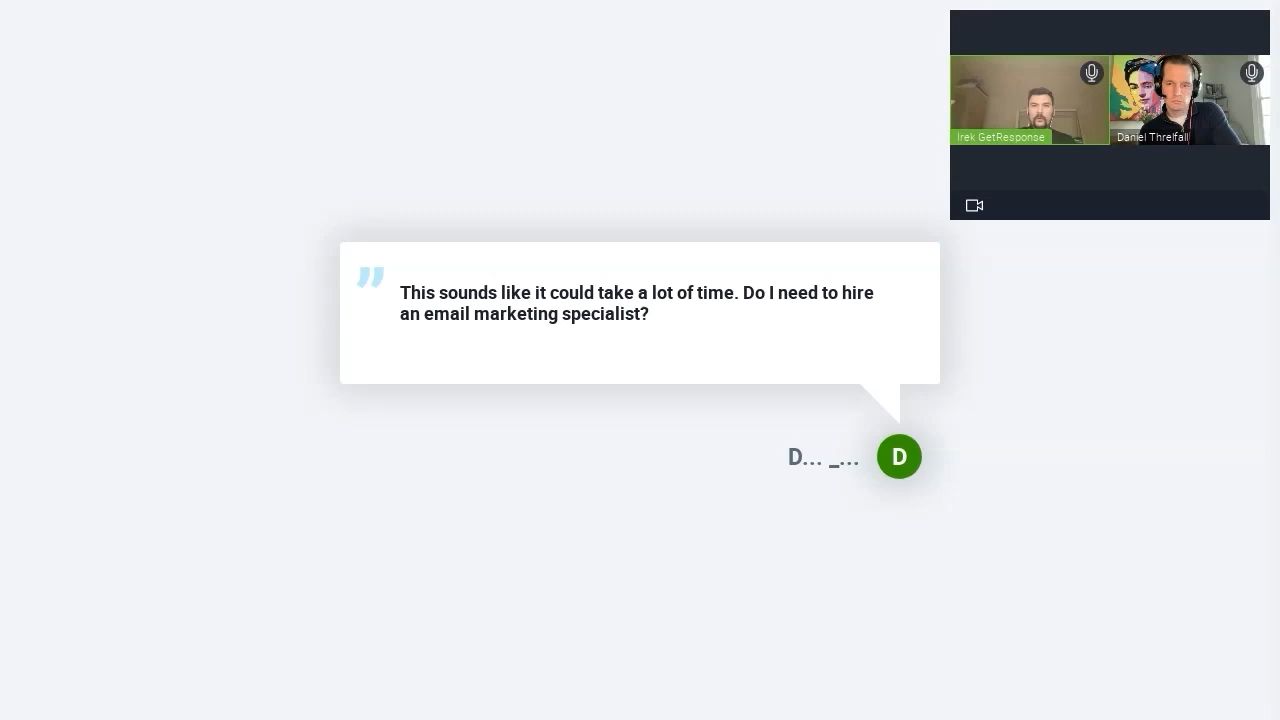 Irek GetResponse
Daniel Threlfall
” This sounds like it could take a lot of time. Do I need to hire
an email marketing specialist?
D... _... D